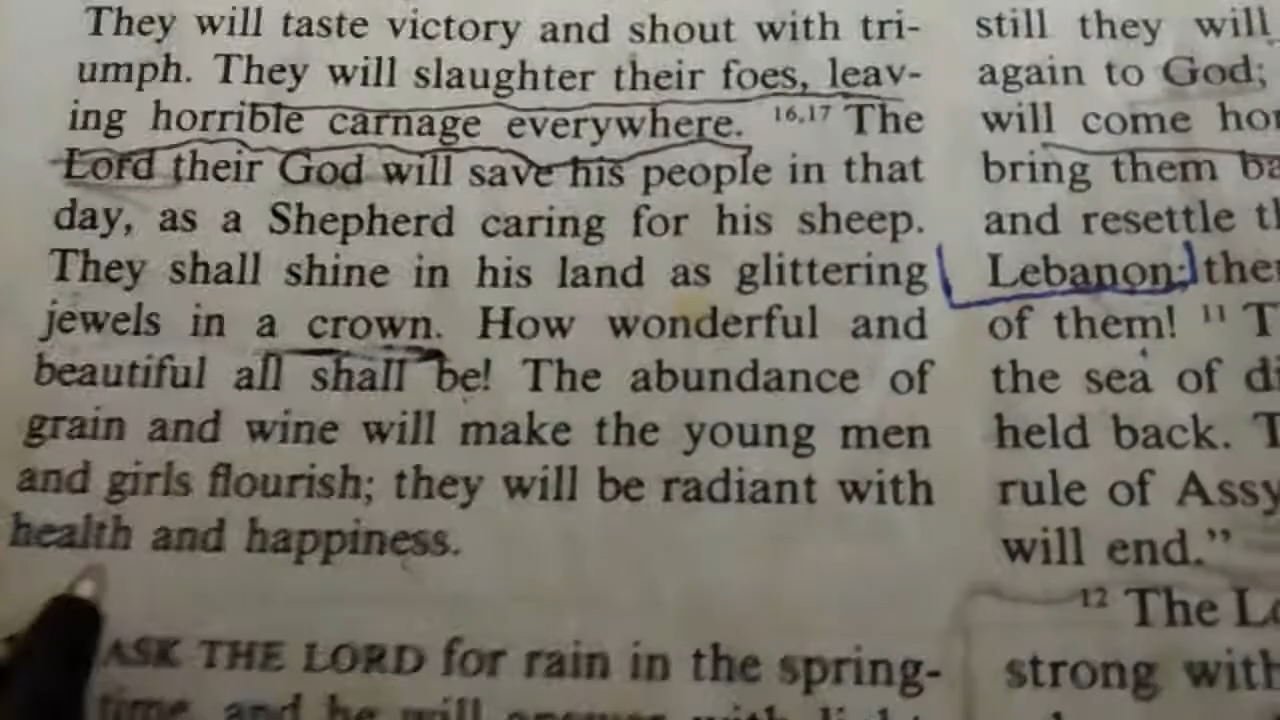 They will taste victory and shout with tri-
umph. They will slaughter their foes, leav-
ing horrible carnage everywhere. 16,17 The
Lord their God will save his people in that
day, as a Shepherd caring for his sheep.
They shall shine in his land as glittering
jewels in a crown. How wonderful and
beautiful all shall be! The abundance of
grain and wine will make the young men
and girls flourish; they will be radiant with
health and happiness.
ASK THE LORD for rain in the spring-
time, and he will answer with
still they will
again to God;
will come
bring them
and resettle
Lebanon;
of them! 11
the sea of
held back.
rule of
will end."
12 The
strong